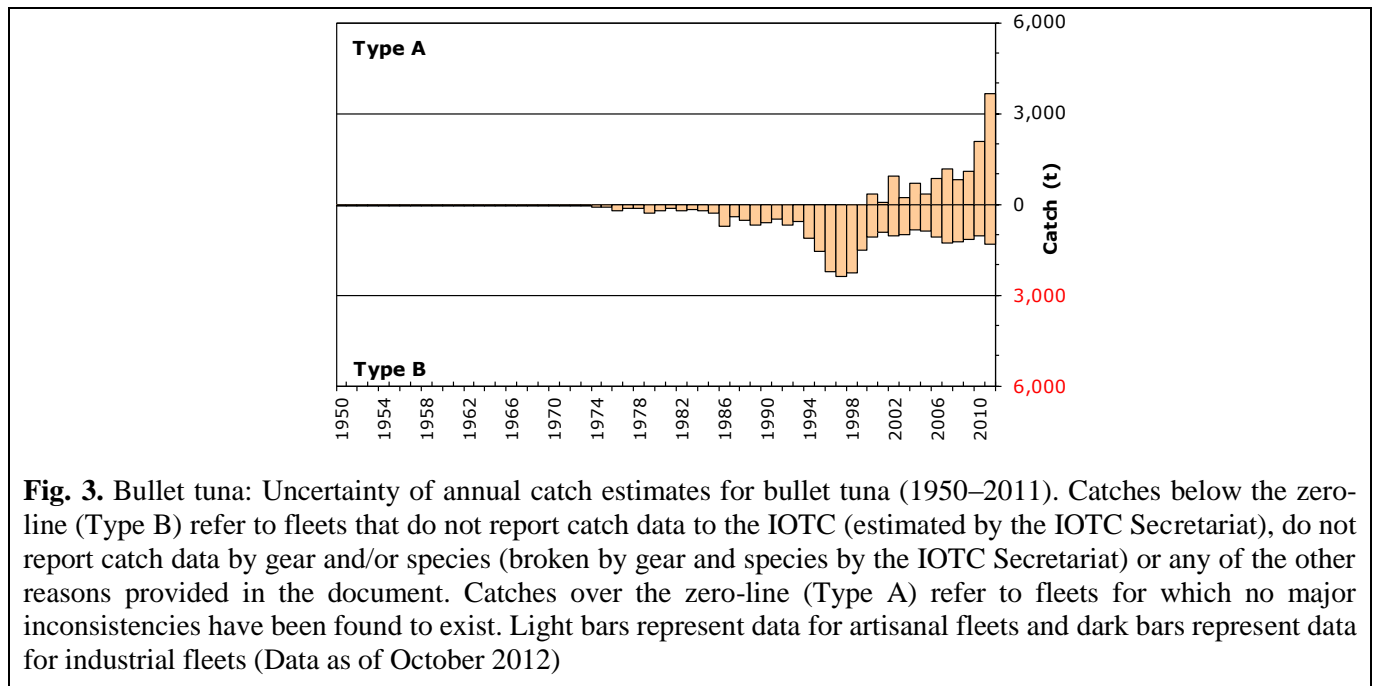 6,000
Type A
3,000
0
Catch (t)
3,000
Type B
6,000
1950 1954 1958 1962 1966 1970 1974 1978 1982 1986 1990 1994 1998 2002 2006 2010
Fig. 3. Bullet tuna: Uncertainty of annual catch estimates for bullet tuna (1950–2011). Catches below the zero-
line (Type B) refer to fleets that do not report catch data to the IOTC (estimated by the IOTC Secretariat), do not
report catch data by gear and/or species (broken by gear and species by the IOTC Secretariat) or any of the other
reasons provided in the document. Catches over the zero-line (Type A) refer to fleets for which no major
inconsistencies have been found to exist. Light bars represent data for artisanal fleets and dark bars represent data
for industrial fleets (Data as of October 2012)